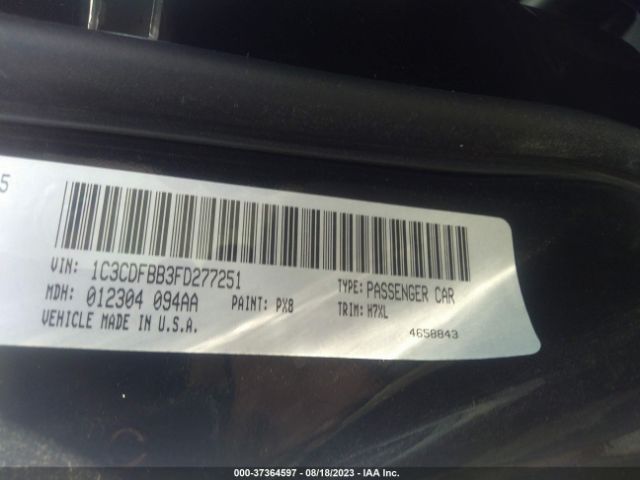 5
VIN: 1C3CDFBB3FD277251
MDH: 012304 094AA PAINT: PX8
VEHICLE MADE IN U.S.A.
TYPE: PASSENGER CAR
TRIM: H7XL
4658843
000-37364597 - 08/18/2023 - IAA Inc.